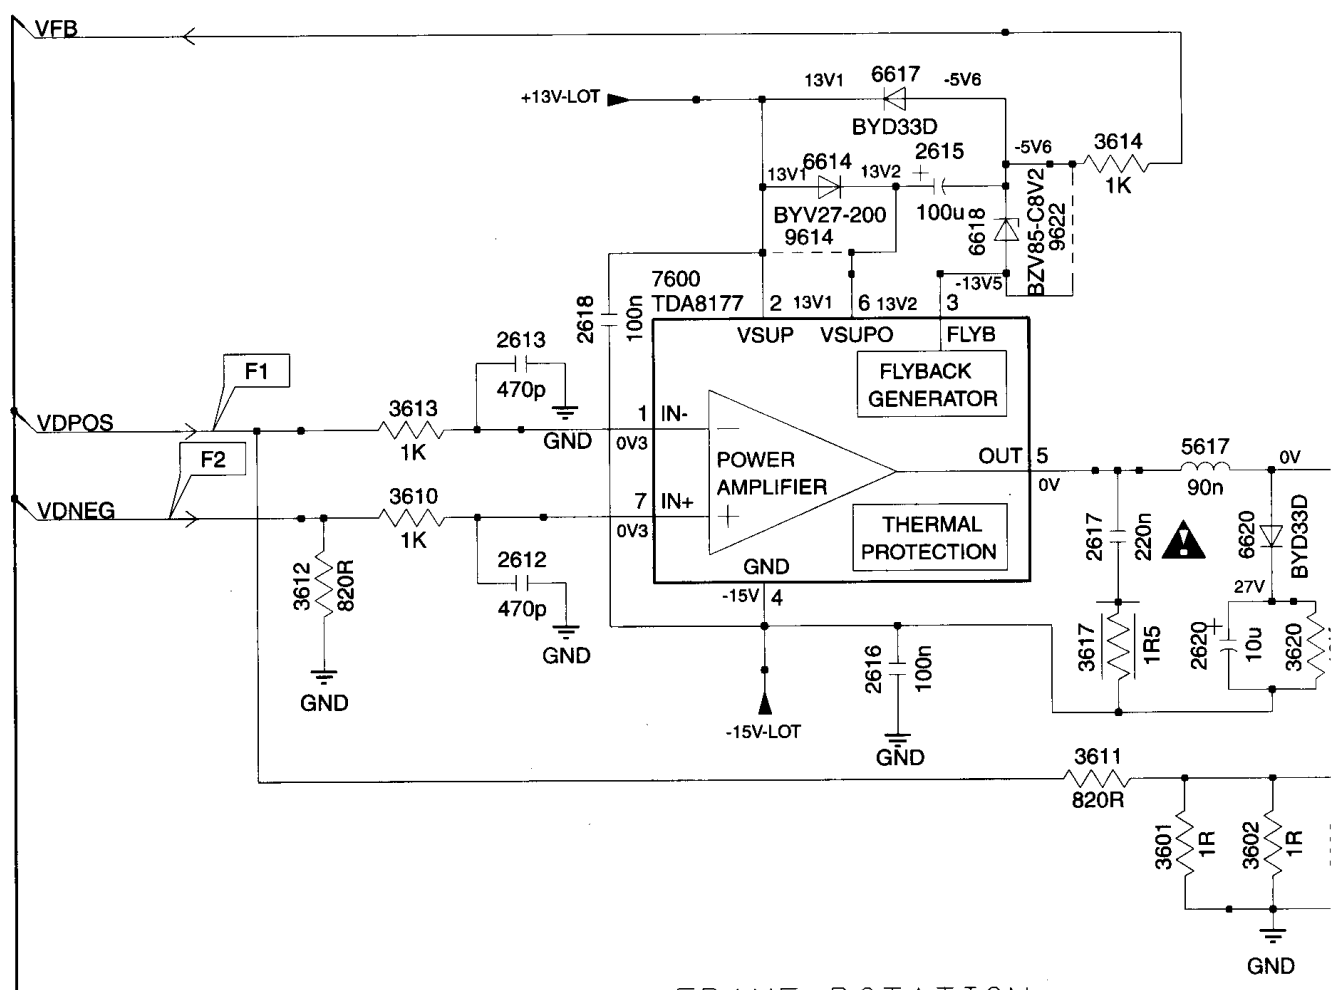 VFB
13V1
6617
-5V6
+13V-LOT
BYD33D
6614
2615
-5V6
3614
13V1
13V2
+
1K
BYV27-200
100u
9614
6618
BZV85-C8V2
9622
7600
-13V5
TDA8177
2
13V1
6
13V2
3
2618
100n
VSUP
VSUPO
FLYB
2613
470p
GND
FLYBACK
GENERATOR
F1
VDPOS
3613
1K
1
IN-
0V3
F2
POWER
AMPLIFIER
OUT
5
0V
5617
90n
0V
VDNEG
3610
1K
7
IN+
0V3
THERMAL
PROTECTION
2617
220n
6620
BYD33D
3612
820R
2612
470p
GND
GND
-15V
4
27V
GND
2616
100n
3617
1R5
+
2620
10u
3620
-15V-LOT
GND
3611
820R
3601
1R
3602
1R
GND